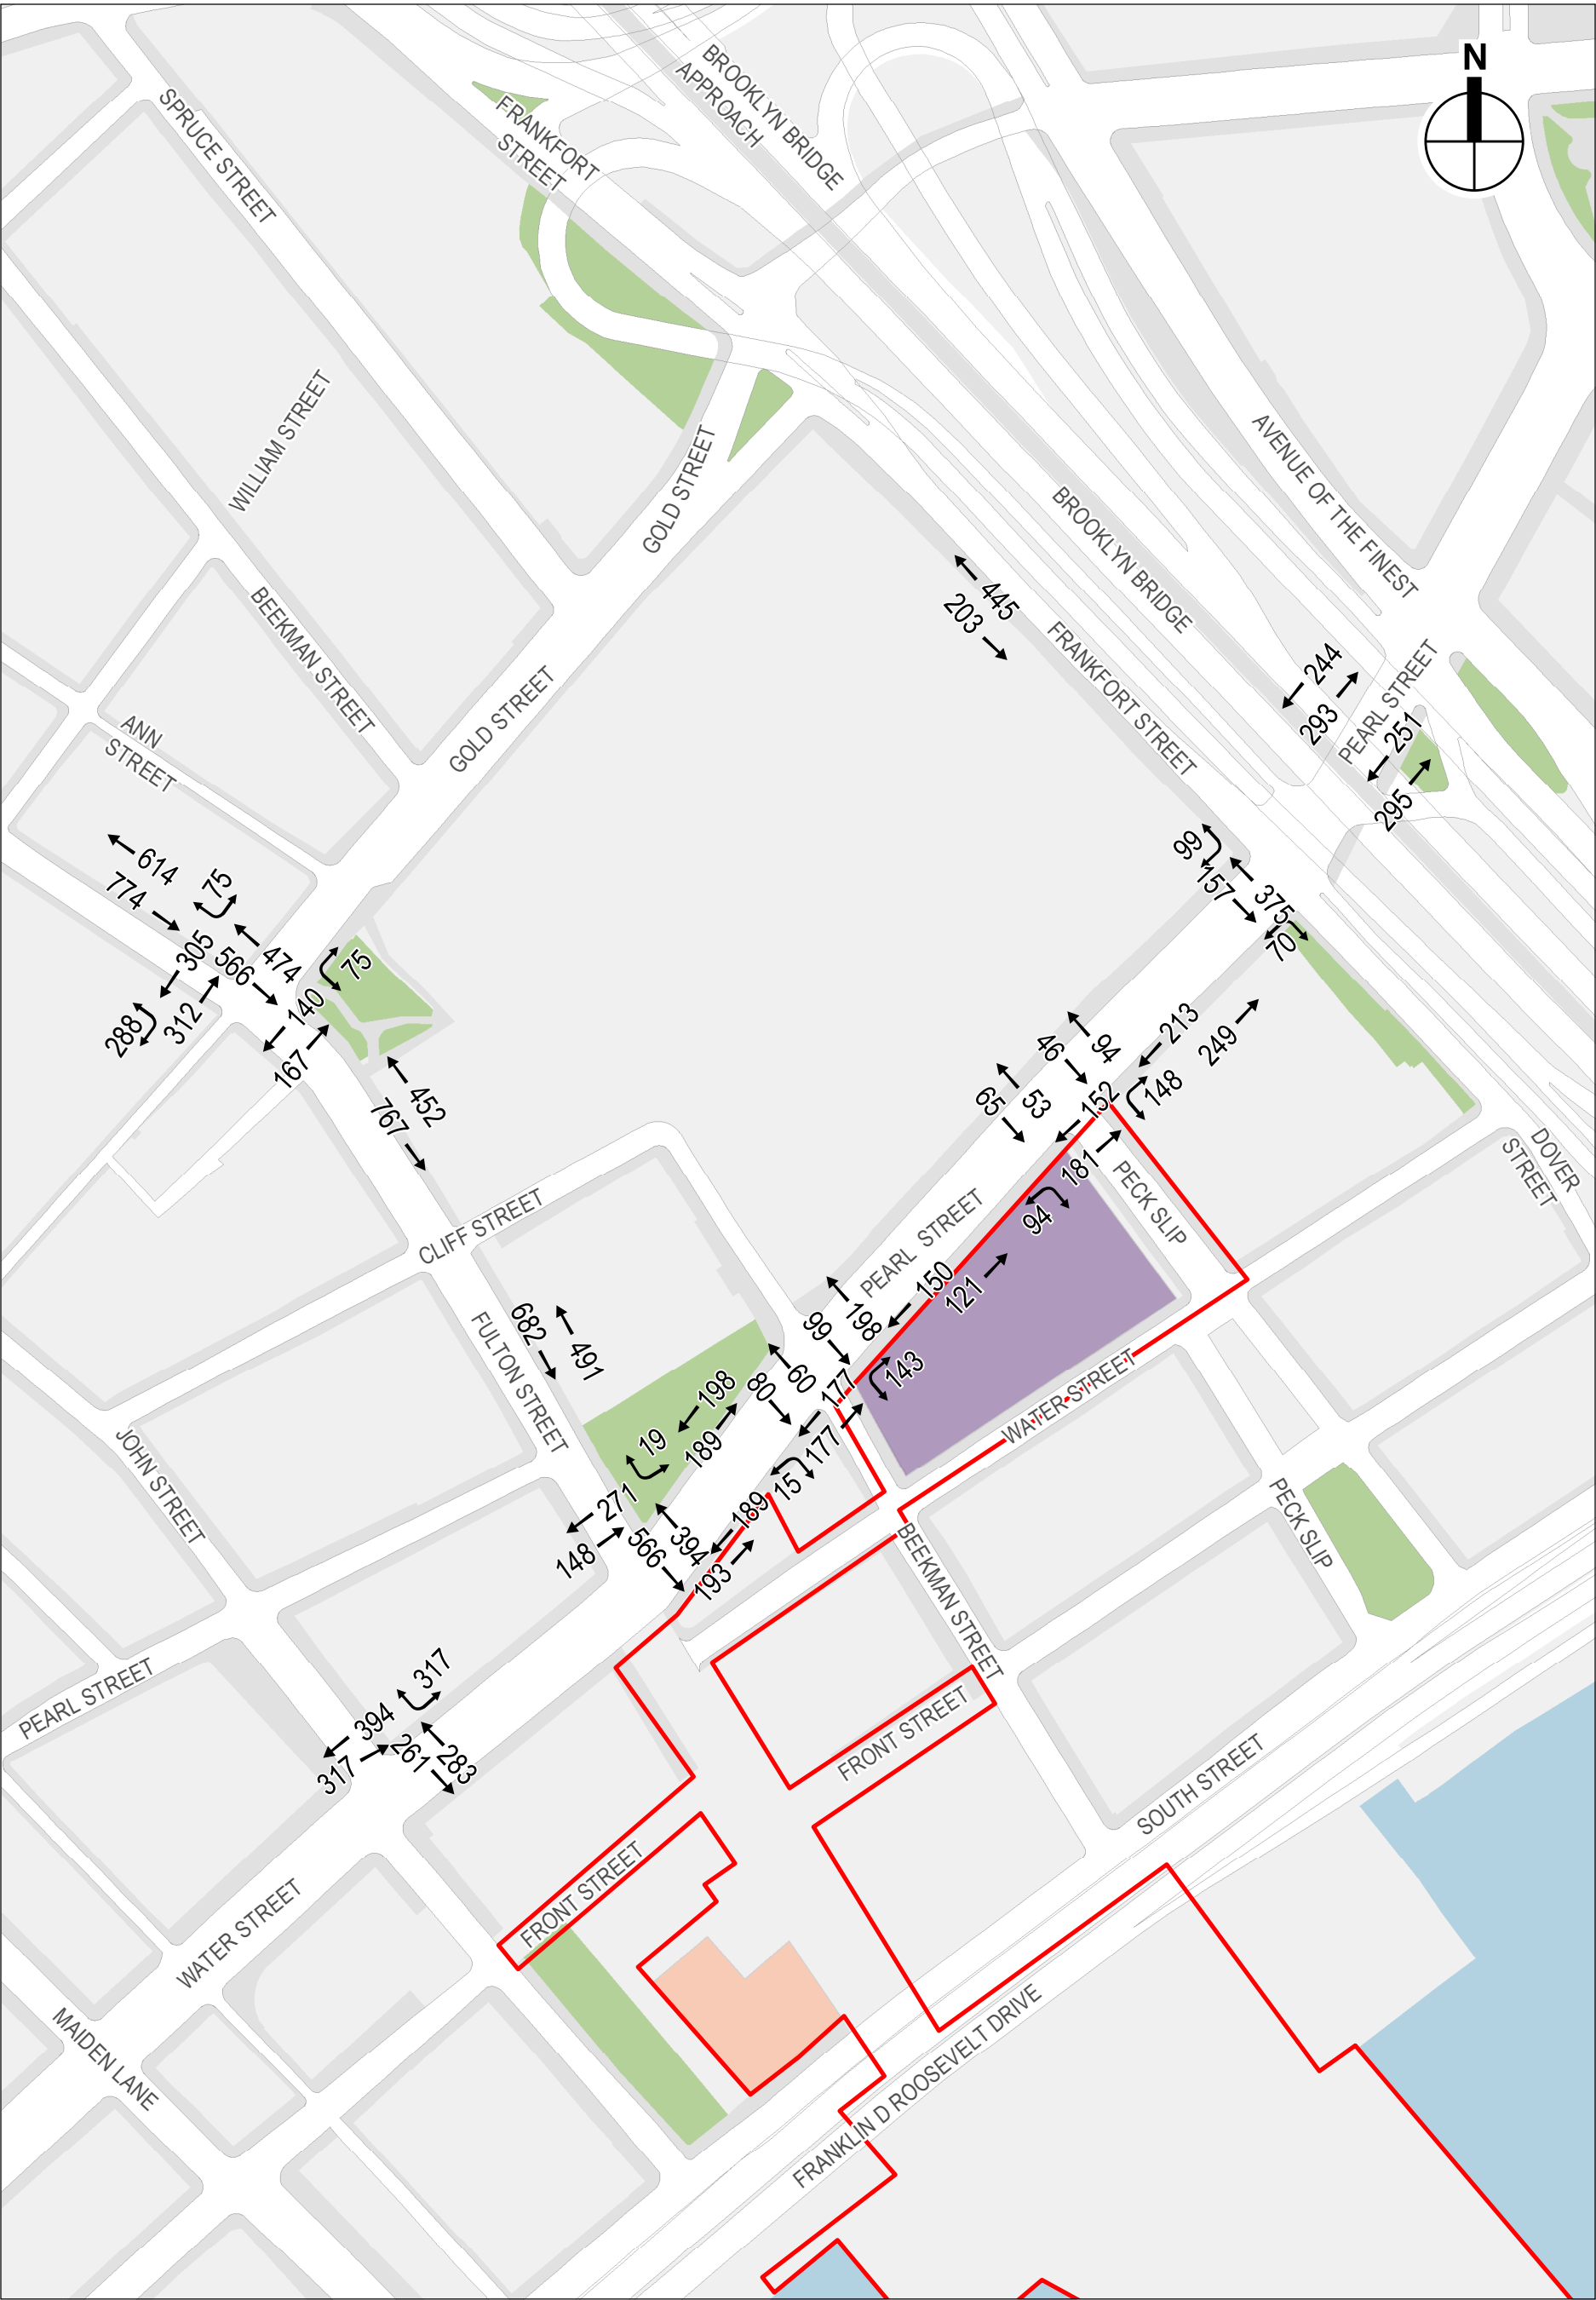 N
BROOKLYN BRIDGE
APPROACH
FRANKFORT
STREET
BROOKLYN BRIDGE
SPRUCE STREET
WILLIAM STREET
GOLD STREET
AVENUE OF THE FINEST
BROOKLYN BRIDGE
445
203
FRANKFORT STREET
BEEKMAN STREET
244
293
PEARL STREET
251
295
GOLD STREET
ANN
STREET
99
157
375
70
614
774
75
305
566
474
75
288
312
140
167
452
767
46
94
213
249
65
53
152
148
181
94
PECK SLIP
DOVER
STREET
CLIFF STREET
PEARL STREET
150
121
198
99
682
491
FULTON STREET
60
80
177
143
198
189
19
177
15
WATER STREET
JOHN STREET
271
148
566
394
189
193
PECK SLIP
BEEKMAN STREET
PEARL STREET
317
394
317
261
283
FRONT STREET
SOUTH STREET
FRONT STREET
WATER STREET
MAIDEN LANE
FRANKLIN D ROOSEVELT DRIVE